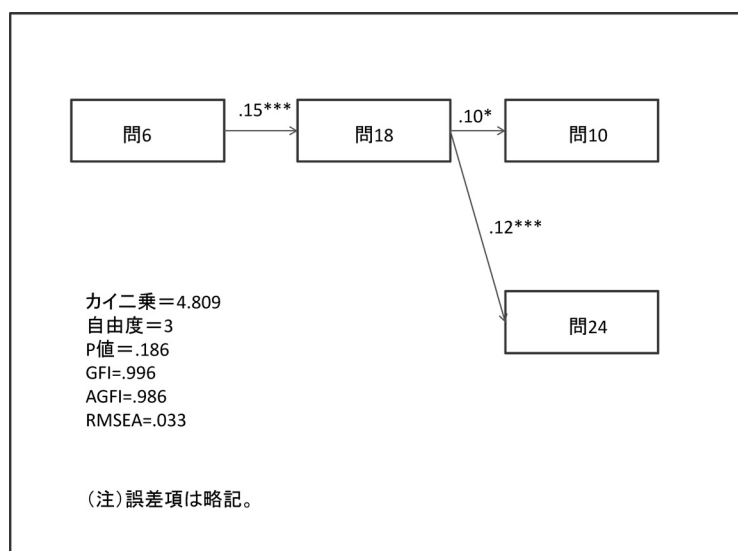 .15***
.10*
問6
問18
問10
.12***
問24
カイ二乗＝4.809
自由度＝3
P値＝.186
GFI=.996
AGFI=.986
RMSEA=.033
（注）誤差項は略記。